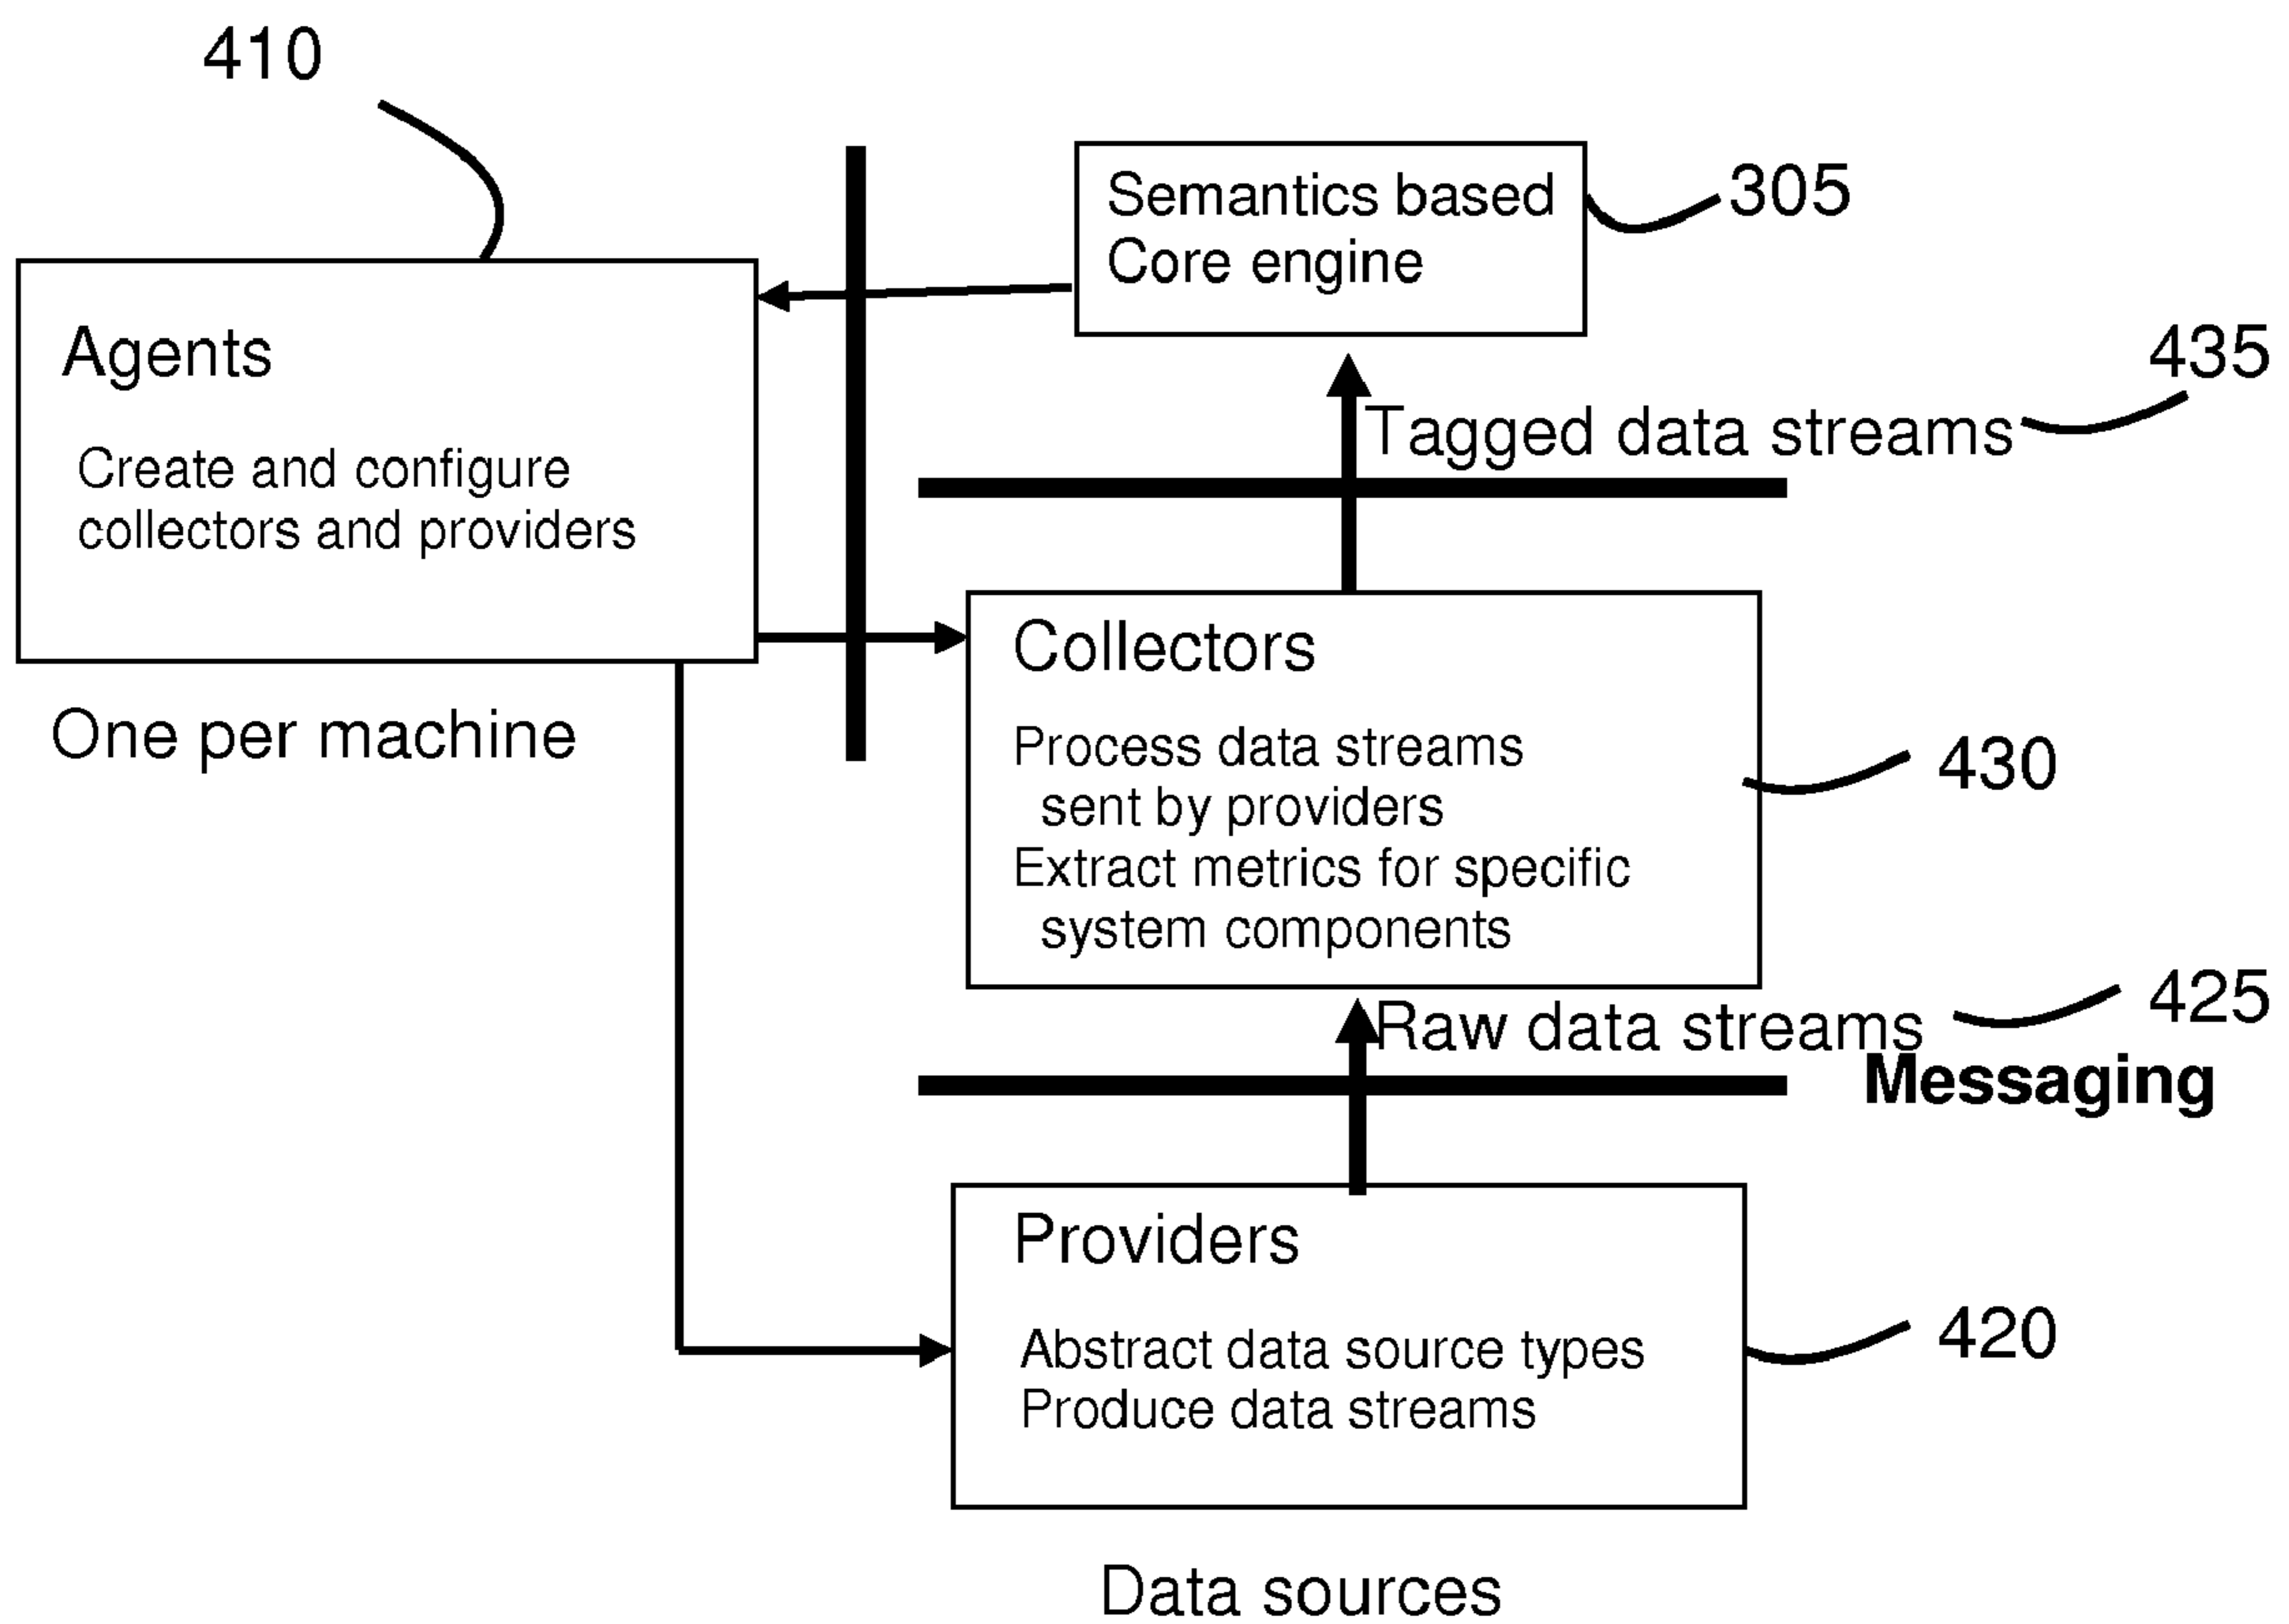 410
Semantics based
Core engine
305
Agents
Create and configure
collectors and providers
One per machine
435
Tagged data streams
Collectors
Process data streams
sent by providers
Extract metrics for specific
system components
430
425
Raw data streams
Messaging
Providers
Abstract data source types
Produce data streams
420
Data sources